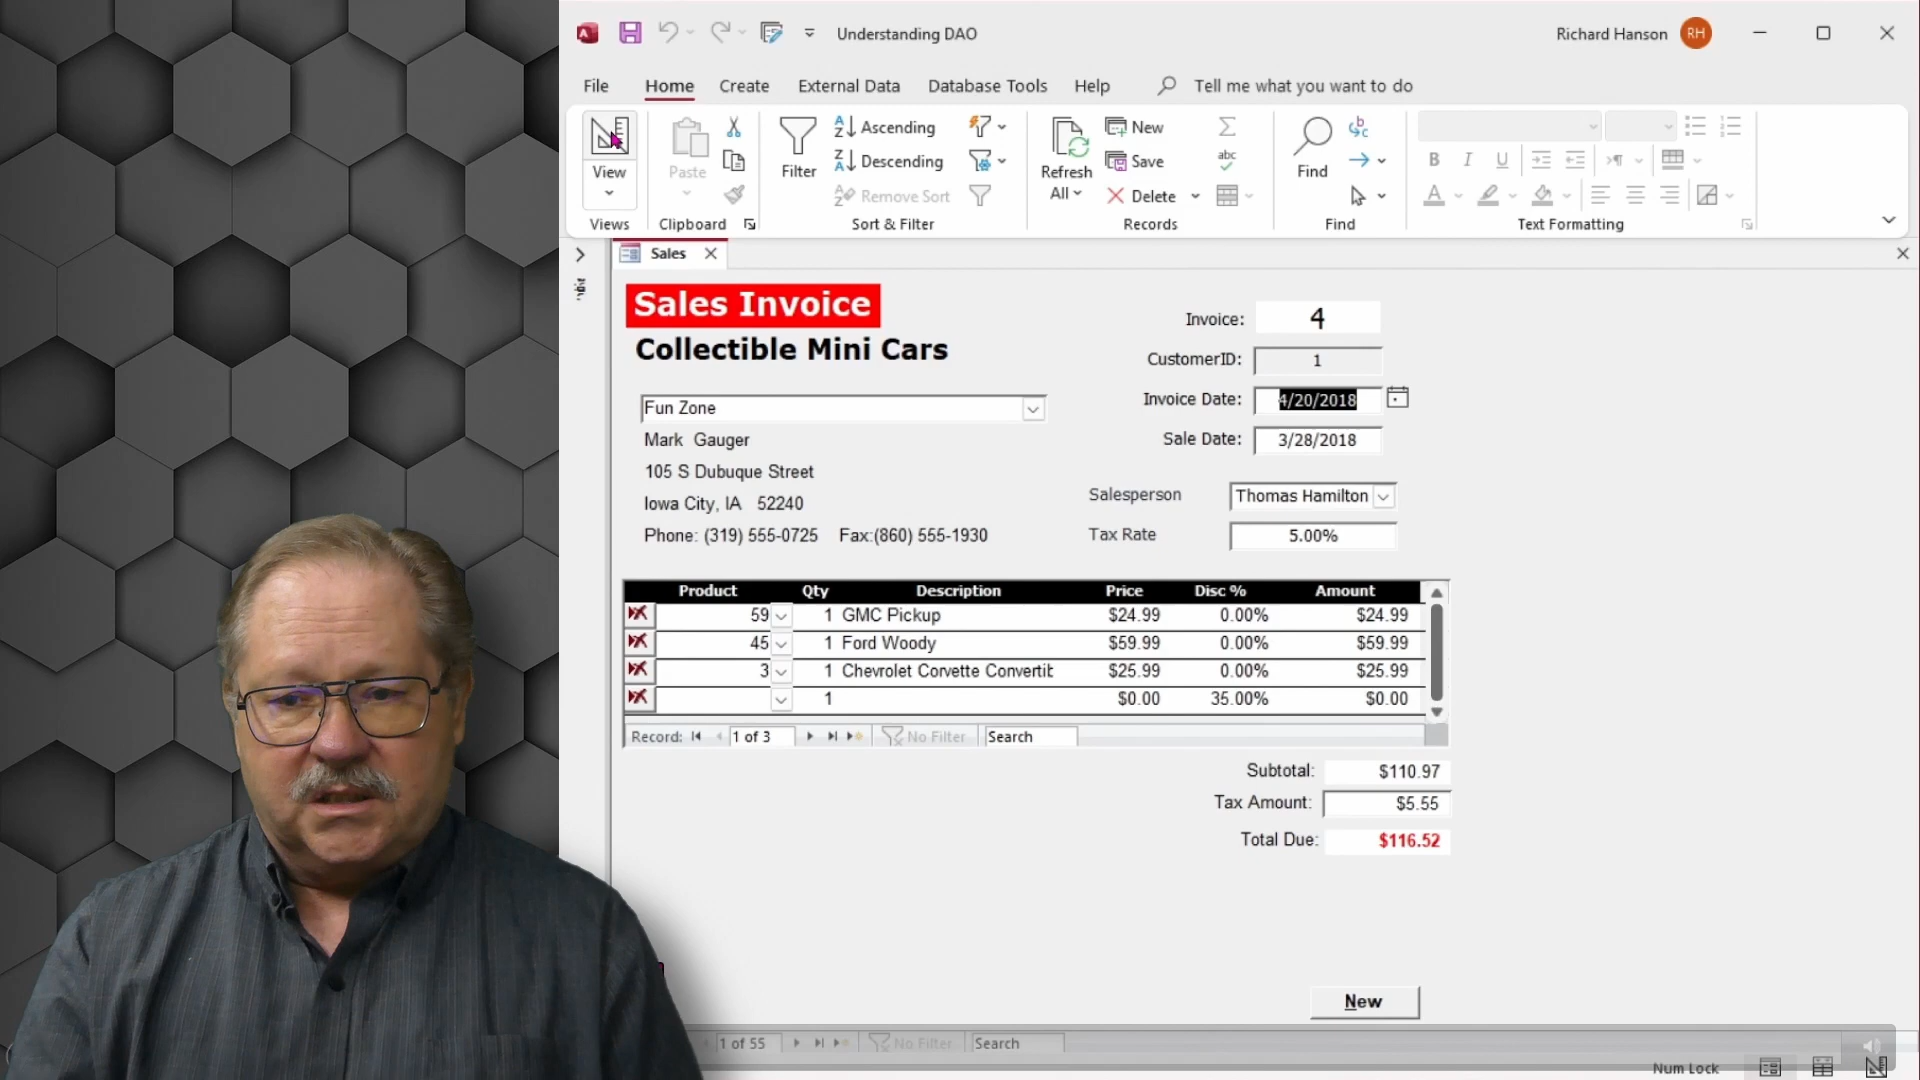 Understanding DAO
Richard Hanson RH
File Home Create External Data Database Tools Help Tell me what you want to do
View
Views
Paste
Clipboard
Filter
Ascending
Descending
Remove Sort
Sort & Filter
Refresh
All
New
Save
Delete
Records
Find
Find
Text Formatting
Sales
Sales Invoice
Collectible Mini Cars
Invoice: 4
CustomerID: 1
Invoice Date: 4/20/2018
Sale Date: 3/28/2018
Fun Zone
Mark Gauger
105 S Dubuque Street
Iowa City, IA 52240
Phone: (319) 555-0725 Fax:(860) 555-1930
Salesperson Thomas Hamilton
Tax Rate 5.00%
Product Qty Description Price Disc % Amount
59 1 GMC Pickup $24.99 0.00% $24.99
45 1 Ford Woody $59.99 0.00% $59.99
3 1 Chevrolet Corvette Convertib $25.99 0.00% $25.99
1 $0.00 35.00% $0.00
Record: 1 of 3 No Filter Search
Subtotal: $110.97
Tax Amount: $5.55
Total Due: $116.52
New
1 of 55 No Filter Search
Num Lock